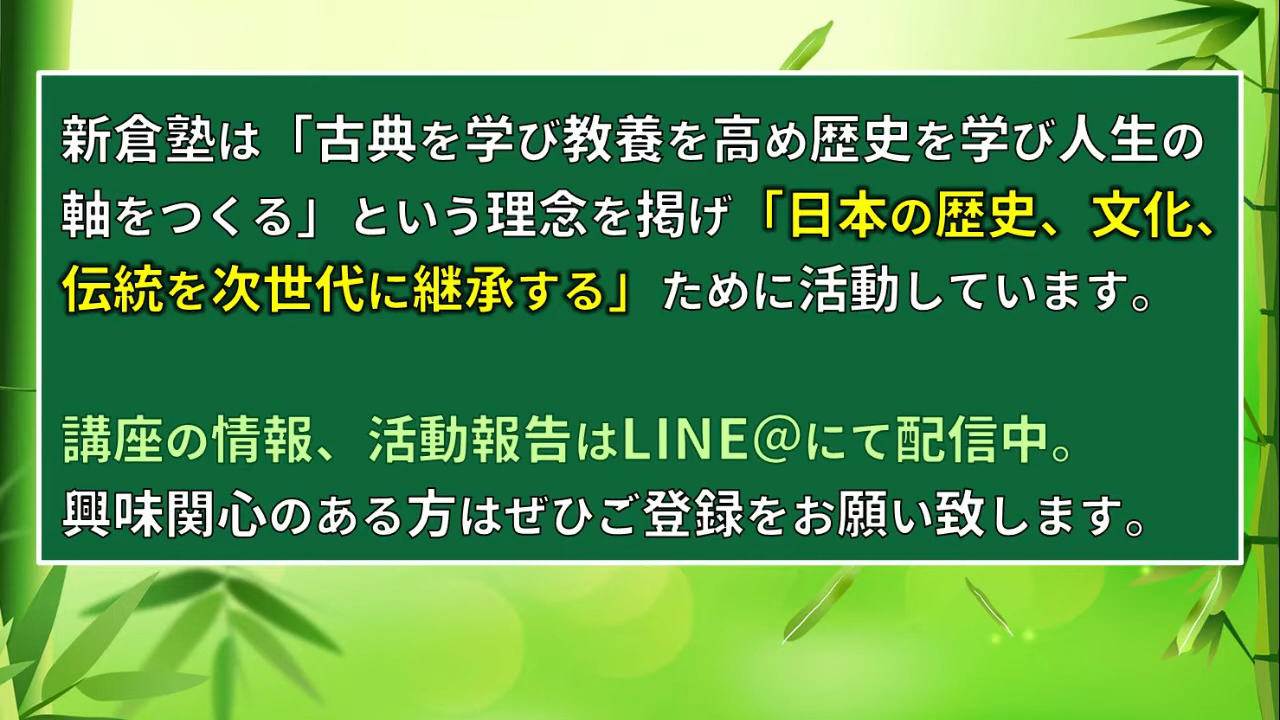 新倉塾は「古典を学び教養を高め歴史を学び人生の
軸をつくる」という理念を掲げ「日本の歴史、文化、
伝統を次世代に継承する」ために活動しています。
講座の情報、活動報告はLINE@にて配信中。
興味関心のある方はぜひご登録をお願い致します。